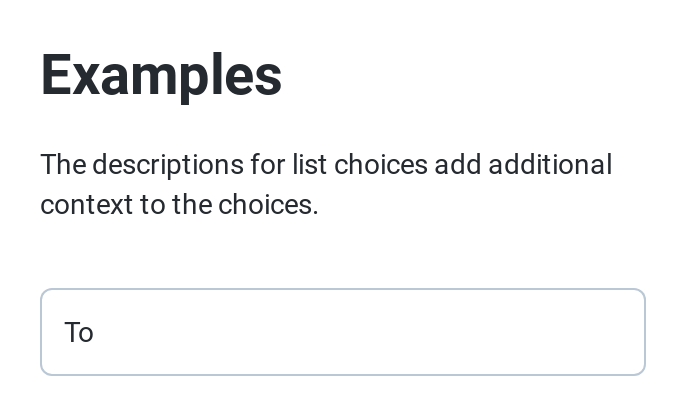 Examples
The descriptions for list choices add additional
context to the choices.
To